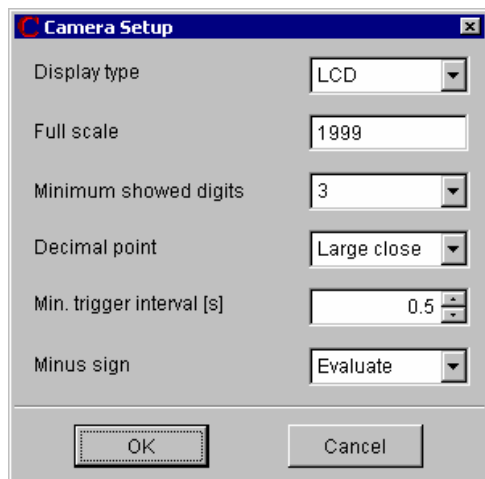 Camera Setup
Display type LCD
Full scale 1999
Minimum showed digits 3
Decimal point Large close
Min. trigger interval [s] 0.5
Minus sign Evaluate
OK Cancel